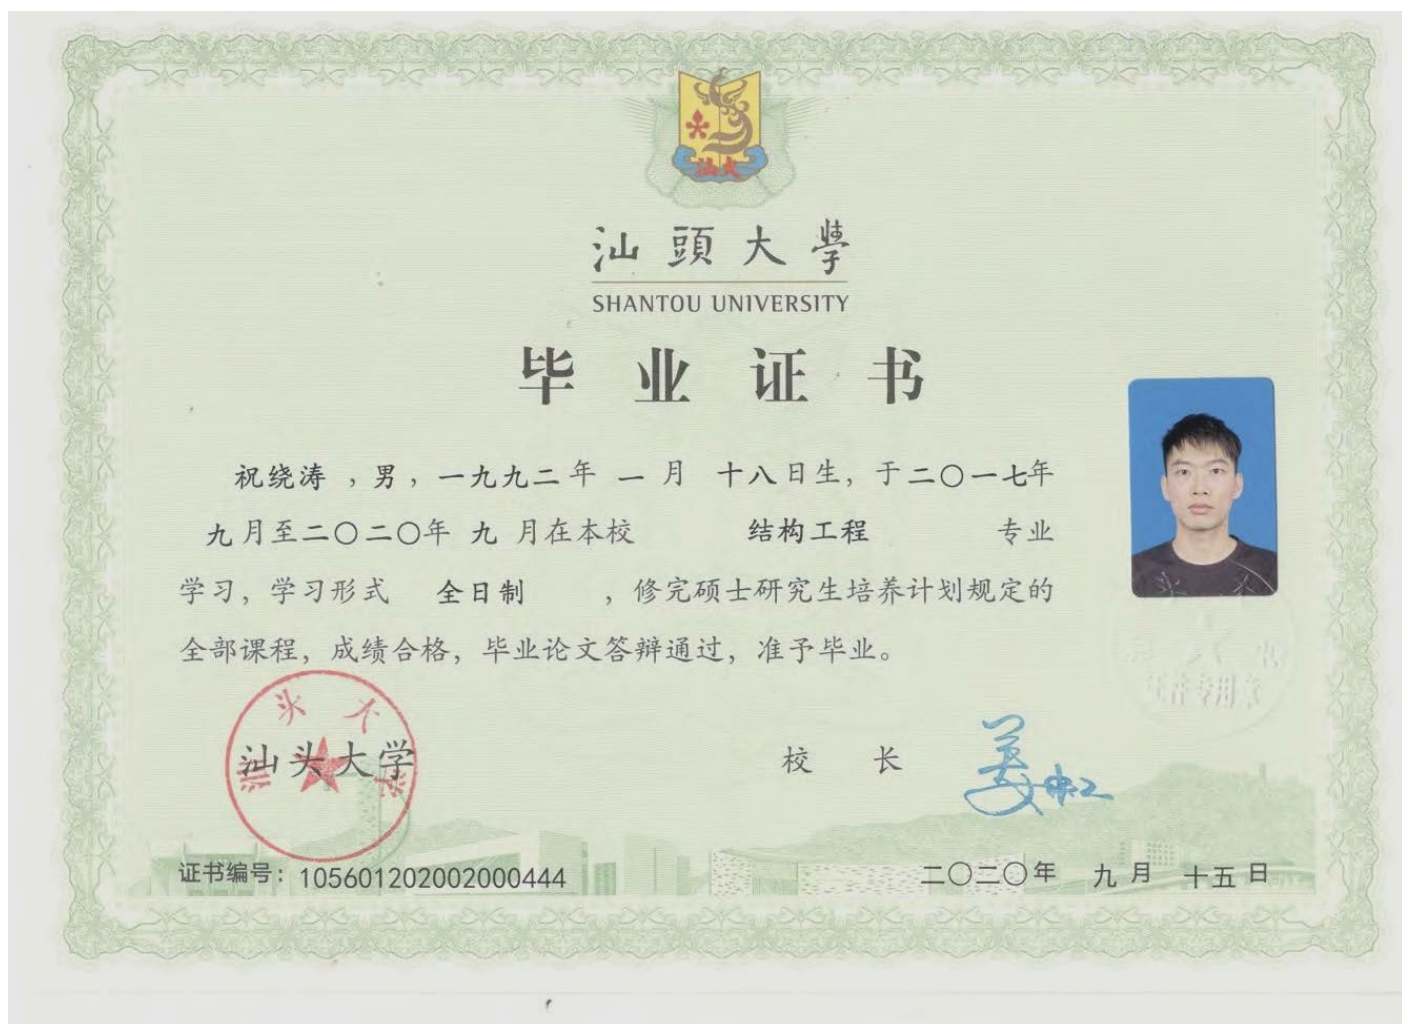 汕大
汕頭大學
SHANTOU UNIVERSITY
毕业证书
祝绕涛,男,一九九二年 一月 十八日生,于二〇一七年
九月至二〇二〇年 九 月在本校 结构工程 专业
学习,学习形式 全日制 ,修完硕士研究生培养计划规定的
全部课程,成绩合格,毕业论文答辩通过,准予毕业。
汕头大学
汕头大学
校 长
证书编号:105601202002000444
二〇二〇年 九月 十五日